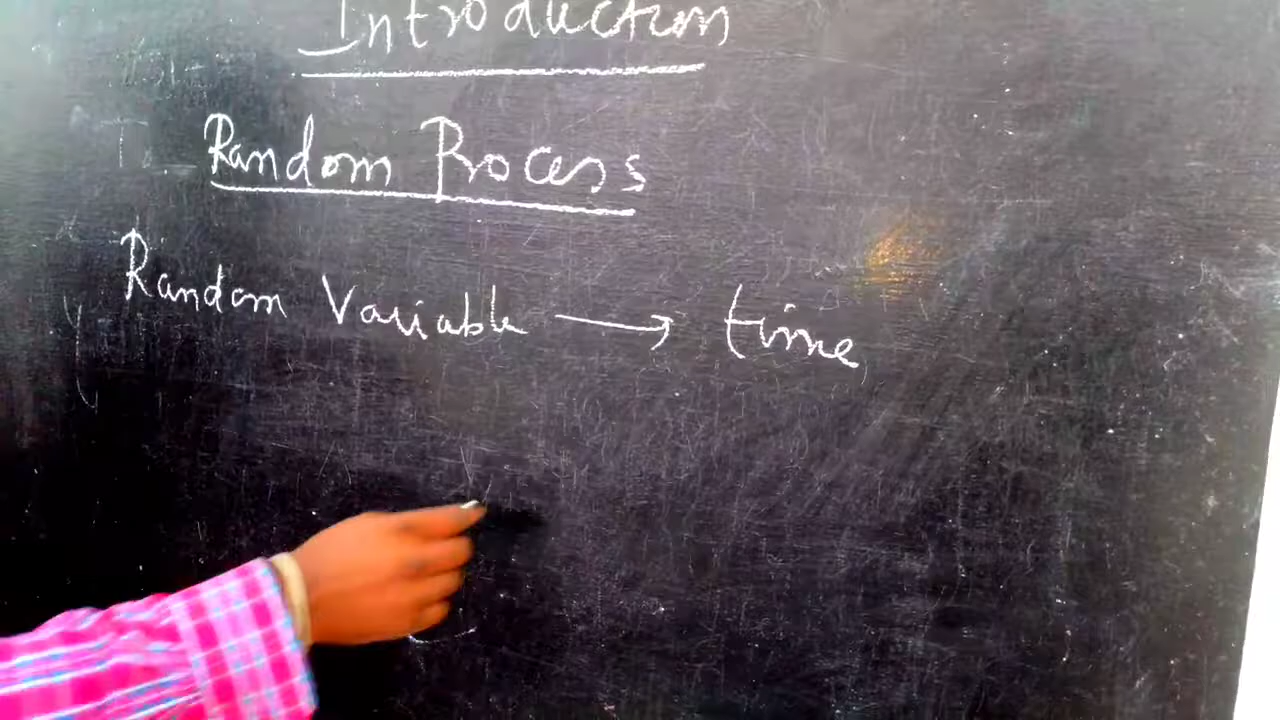 Introduction
Random Process
Random Variable → time